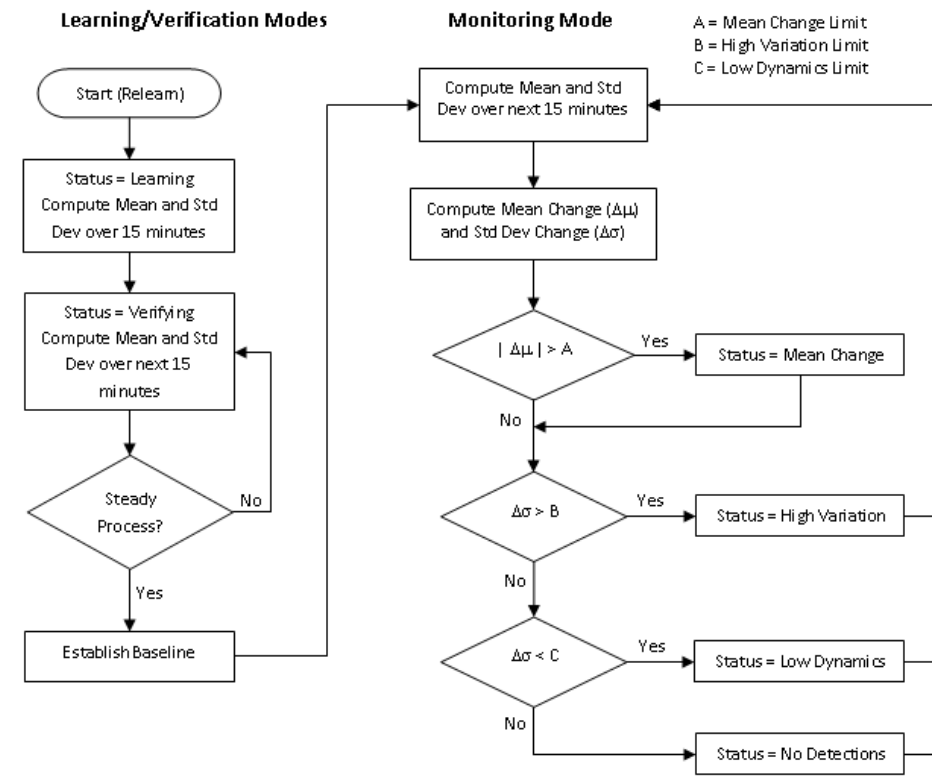 Learning/Verification Modes
Start (Relearn)
Status = Learning
Compute Mean and Std
Dev over 15 minutes
Status = Verifying
Compute Mean and Std
Dev over next 15
minutes
Steady
Process?
No
Yes
Establish Baseline
Monitoring Mode
A = Mean Change Limit
B = High Variation Limit
C = Low Dynamics Limit
Compute Mean and Std
Dev over next 15 minutes
Compute Mean Change (Δμ)
and Std Dev Change (Δσ)
| Δμ | > A
Yes
Status = Mean Change
No
Δσ > B
Yes
Status = High Variation
No
Δσ < C
Yes
Status = Low Dynamics
No
Status = No Detections